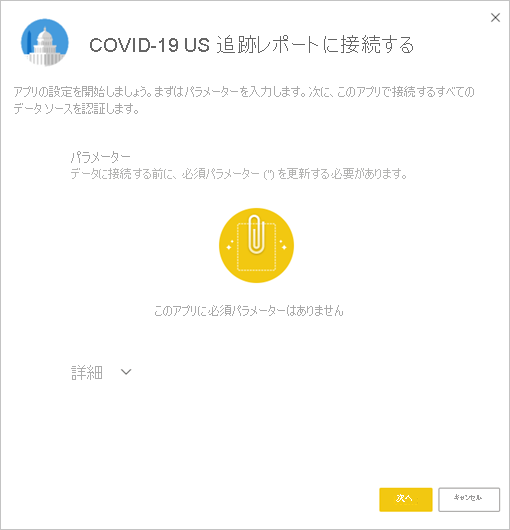 COVID-19 US 追跡レポートに接続する
アプリの設定を開始しましょう。まずはパラメーターを入力します。次に、このアプリで接続するすべての
データ ソースを認証します。
パラメーター
データに接続する前に、必須パラメーター (*) を更新する必要があります。
このアプリに必須パラメーターはありません
詳細
次へ
キャンセル